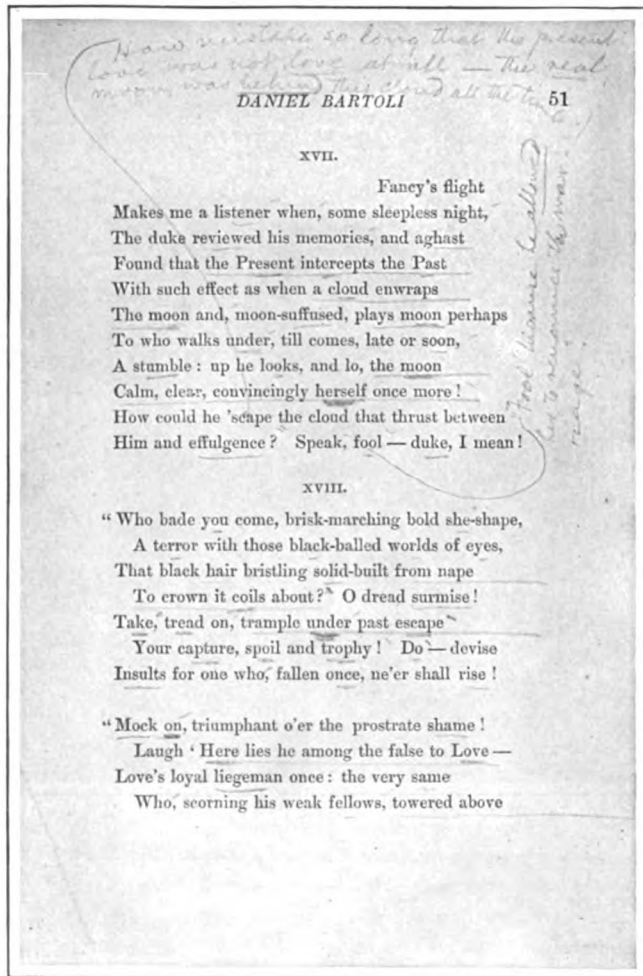 How mistake so long that the present
love was not love at all — the real
moon was behind the cloud all the time)
DANIEL BARTOLI 51
XVII.
Fancy's flight
Makes me a listener when, some sleepless night,
The duke reviewed his memories, and aghast
Found that the Present intercepts the Past
With such effect as when a cloud enwraps
The moon and, moon-suffused, plays moon perhaps
To who walks under, till comes, late or soon,
A stumble: up he looks, and lo, the moon
Calm, clear, convincingly herself once more!
How could he 'scape the cloud that thrust between
Him and effulgence? Speak, fool — duke, I mean!
Fool because he allowed
her to renounce the mar-
riage.
XVIII.
"Who bade you come, brisk-marching bold she-shape,
A terror with those black-balled worlds of eyes,
That black hair bristling solid-built from nape
To crown it coils about? O dread surmise!
Take, tread on, trample under past escape
Your capture, spoil and trophy! Do — devise
Insults for one who, fallen once, ne'er shall rise!
"Mock on, triumphant o'er the prostrate shame!
Laugh 'Here lies he among the false to Love —
Love's loyal liegeman once: the very same
Who, scorning his weak fellows, towered above